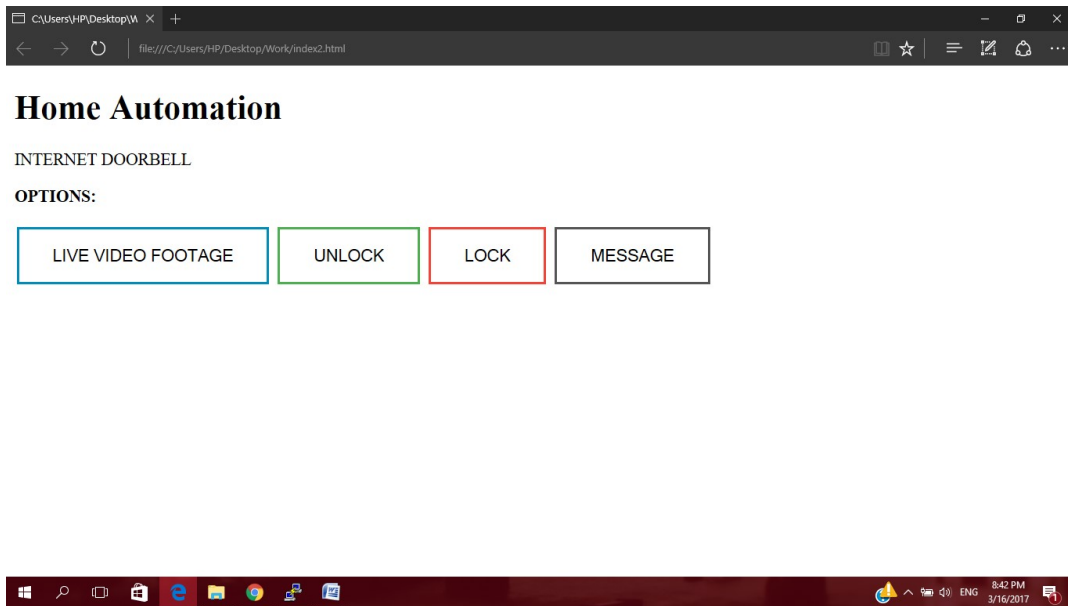 C:\Users\HP\Desktop\W
file:///C:/Users/HP/Desktop/Work/index2.html
Home Automation
INTERNET DOORBELL
OPTIONS:
LIVE VIDEO FOOTAGE UNLOCK LOCK MESSAGE
ENG 8:42 PM
3/16/2017
1